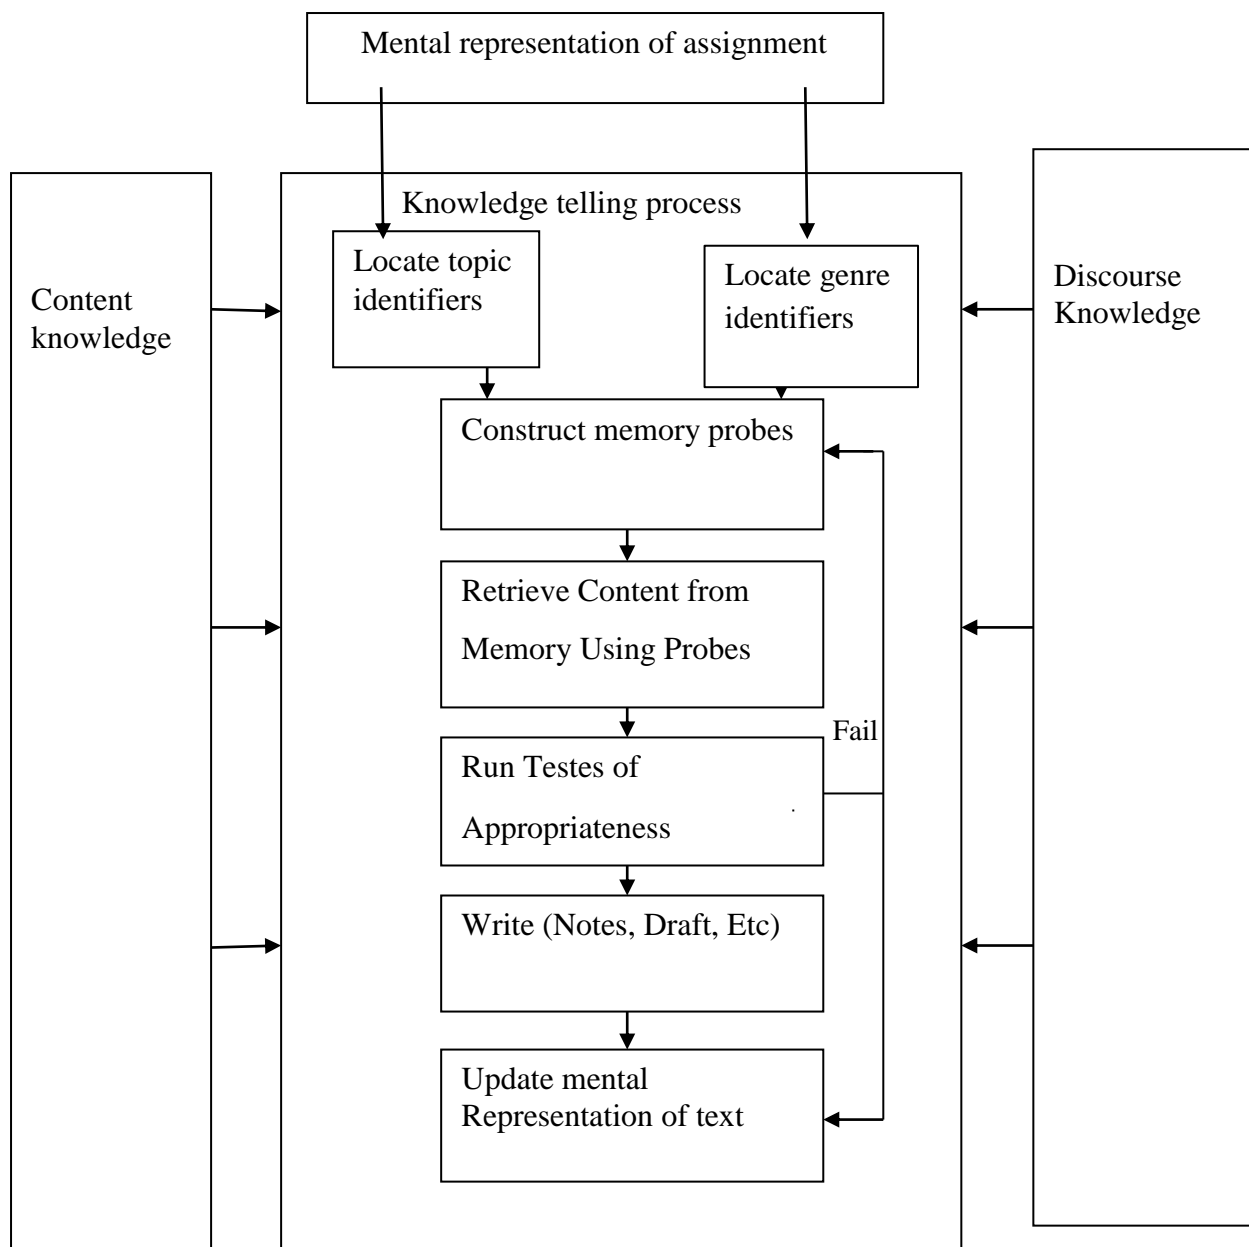 Mental representation of assignment
Knowledge telling process
Locate topic
identifiers
Locate genre
identifiers
Content
knowledge
Discourse
Knowledge
Construct memory probes
Retrieve Content from
Memory Using Probes
Fail
Run Testes of
Appropriateness
Write (Notes, Draft, Etc)
Update mental
Representation of text